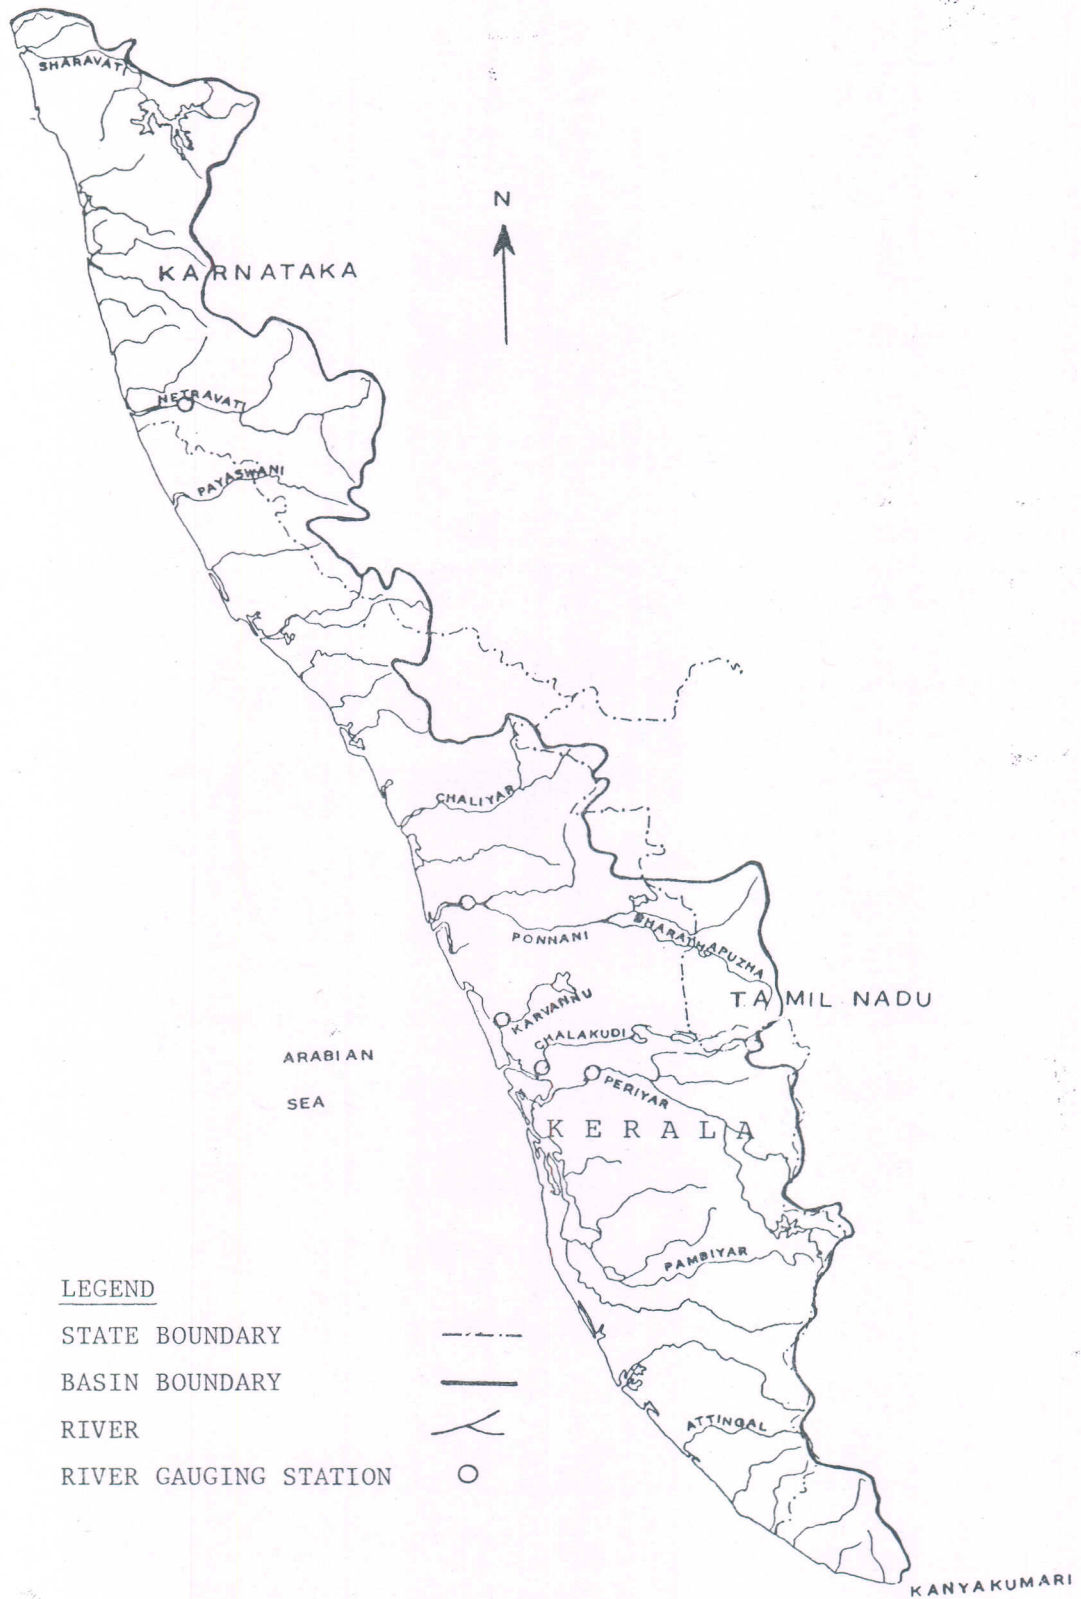 SHARAVATI
N
KARNATAKA
NETRAVATI
PAYASWANI
CHALIYAR
PONNANI
BHARATHAPUZHA
TAMIL NADU
KARVANNU
CHALAKUDI
ARABIAN
SEA
PERIYAR
KERALA
PAMBIYAR
LEGEND
STATE BOUNDARY
BASIN BOUNDARY
RIVER
RIVER GAUGING STATION
ATTINGAL
KANYAKUMARI